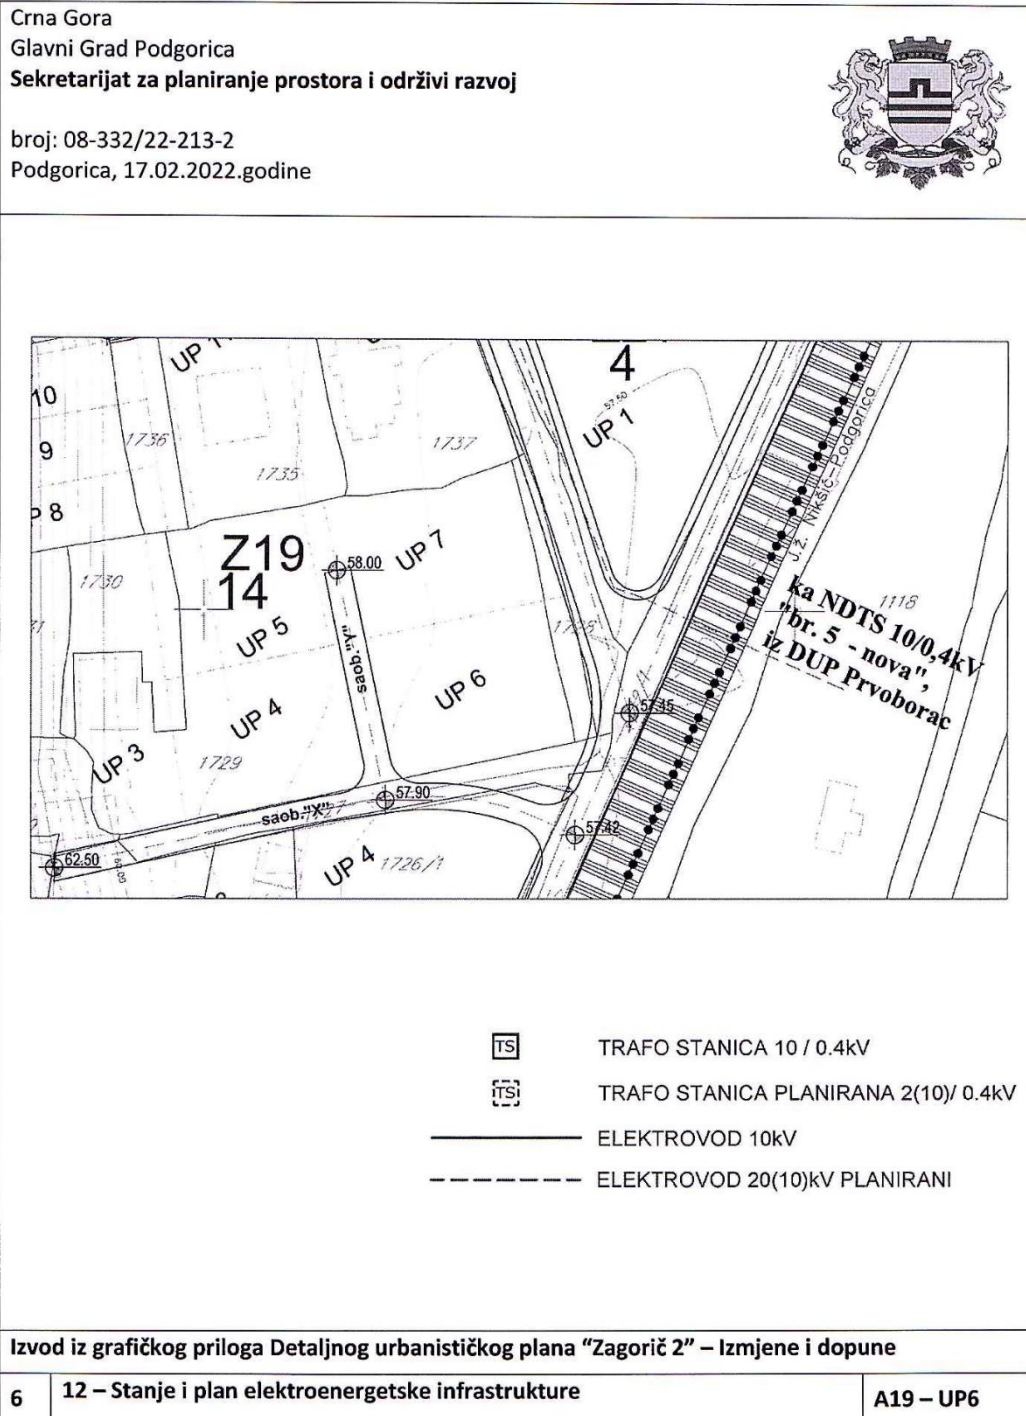 Crna Gora
Glavni Grad Podgorica
Sekretarijat za planiranje prostora i održivi razvoj
broj: 08-332/22-213-2
Podgorica, 17.02.2022.godine
4
10
UP 1
57.50
9
1736
1737
1735
P 8
J.Ž. Nikšić-Podgorica
Z19
14
58.00
UP 7
1730
ka NDTS 10/0,4kV
"br. 5 - nova",
iz DUP Prvoborac
1118
UP 5
saob."Y"
UP 6
UP 4
57.45
UP 3
1729
57.90
saob."X"
57.42
62.50
UP 4
1726/1
TS
TRAFO STANICA 10 / 0.4kV
TS
TRAFO STANICA PLANIRANA 2(10)/ 0.4kV
ELEKTROVOD 10kV
ELEKTROVOD 20(10)kV PLANIRANI
Izvod iz grafičkog priloga Detaljnog urbanističkog plana “Zagorič 2” – Izmjene i dopune
6
12 – Stanje i plan elektroenergetske infrastrukture
A19 – UP6